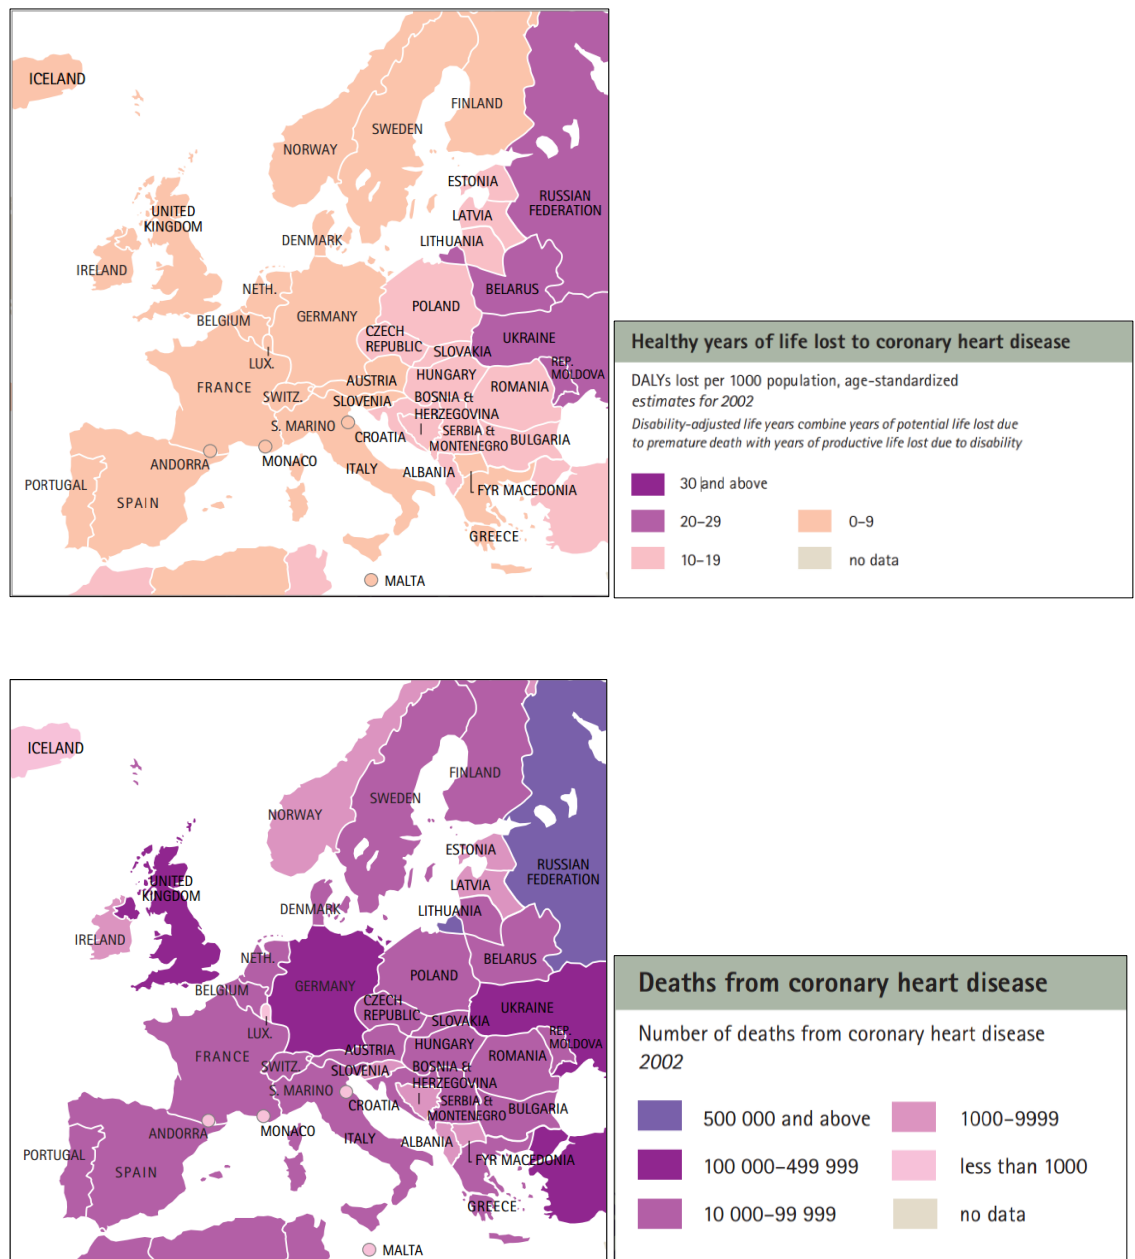 ICELAND
FINLAND
SWEDEN
NORWAY
ESTONIA
RUSSIAN
FEDERATION
LATVIA
UNITED
KINGDOM
DENMARK
LITHUANIA
IRELAND
NETH.
BELARUS
POLAND
BELGIUM
GERMANY
CZECH
REPUBLIC
UKRAINE
SLOVAKIA
LUX.
REP.
MOLDOVA
HUNGARY
FRANCE
AUSTRIA
ROMANIA
SWITZ.
SLOVENIA
BOSNIA &
HERZEGOVINA
S. MARINO
CROATIA
SERBIA &
MONTENEGRO
BULGARIA
ANDORRA
MONACO
ITALY
ALBANIA
PORTUGAL
SPAIN
FYR MACEDONIA
GREECE
MALTA
Healthy years of life lost to coronary heart disease
DALYs lost per 1000 population, age-standardized
estimates for 2002
Disability-adjusted life years combine years of potential life lost due
to premature death with years of productive life lost due to disability
30 and above
20–29
0–9
10–19
no data
ICELAND
FINLAND
SWEDEN
NORWAY
ESTONIA
RUSSIAN
FEDERATION
LATVIA
UNITED
KINGDOM
DENMARK
LITHUANIA
IRELAND
NETH.
BELARUS
POLAND
BELGIUM
GERMANY
CZECH
REPUBLIC
UKRAINE
SLOVAKIA
LUX.
REP.
MOLDOVA
HUNGARY
FRANCE
AUSTRIA
ROMANIA
SWITZ.
SLOVENIA
BOSNIA &
HERZEGOVINA
S. MARINO
CROATIA
SERBIA &
MONTENEGRO
BULGARIA
ANDORRA
MONACO
ITALY
ALBANIA
PORTUGAL
SPAIN
FYR MACEDONIA
GREECE
MALTA
Deaths from coronary heart disease
Number of deaths from coronary heart disease
2002
500 000 and above
1000–9999
100 000–499 999
less than 1000
10 000–99 999
no data